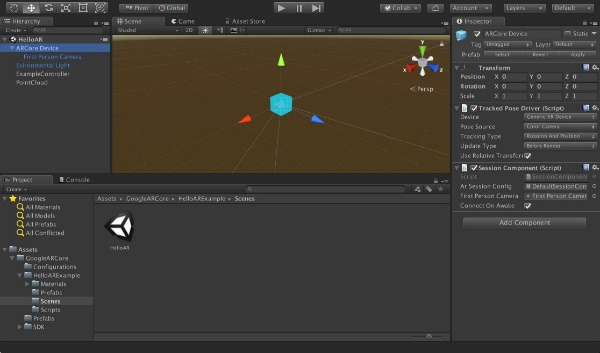 Pivot Global Collab Account Layers Default
Hierarchy
Create All
HelloAR
ARCore Device
First Person Camera
Evironmental Light
ExampleController
PointCloud
Scene Game Asset Store
Shaded 2D Gizmos All
Y
X Z
Persp
Inspector
ARCore Device Static
Tag Untagged Layer Default
Prefab Select Revert Apply
Transform
Position X 0 Y 0 Z 0
Rotation X 0 Y 0 Z 0
Scale X 1 Y 1 Z 1
Tracked Pose Driver (Script)
Device Generic XR Device
Pose Source Color Camera
Tracking Type Rotation And Position
Update Type Before Render
Use Relative Transform
Session Component (Script)
Script SessionComponent
Ar Session Config DefaultSessionCon
First Person Camera First Person Camer
Connect On Awake
Add Component
Project Console
Create
Favorites
All Materials
All Models
All Prefabs
All Conflicted
Assets
GoogleARCore
Configurations
HelloARExample
Materials
Prefabs
Scenes
Scripts
Prefabs
SDK
Assets GoogleARCore HelloARExample Scenes
HelloAR